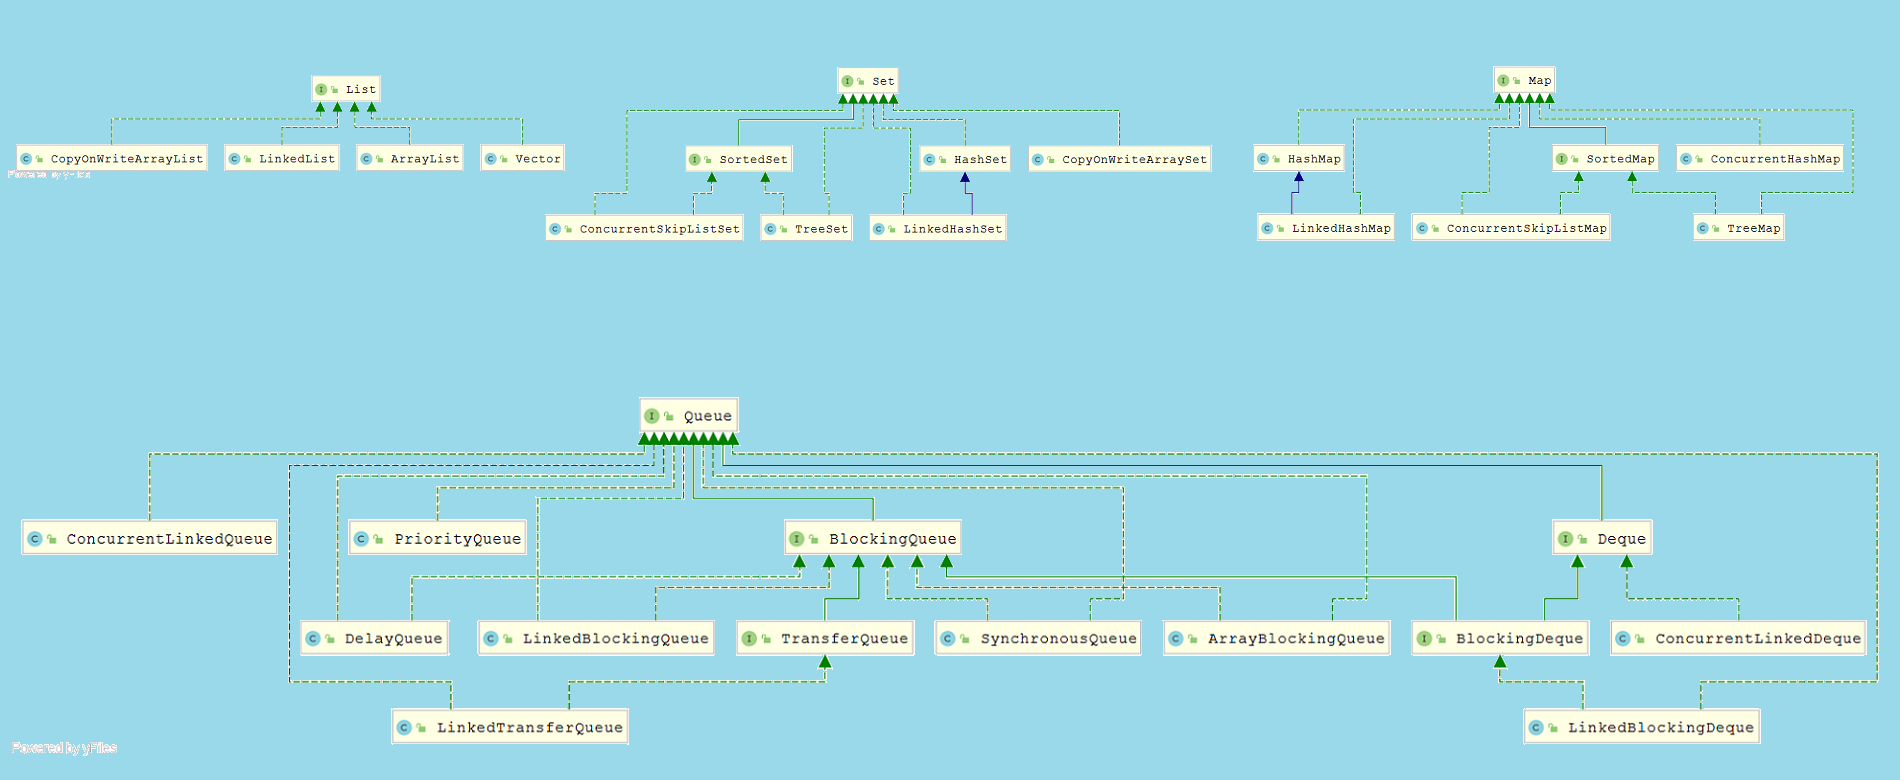 List
CopyOnWriteArrayList
LinkedList
ArrayList
Vector
Powered by yFiles
Set
SortedSet
HashSet
CopyOnWriteArraySet
ConcurrentSkipListSet
TreeSet
LinkedHashSet
Map
HashMap
SortedMap
ConcurrentHashMap
LinkedHashMap
ConcurrentSkipListMap
TreeMap
Queue
ConcurrentLinkedQueue
PriorityQueue
BlockingQueue
Deque
DelayQueue
LinkedBlockingQueue
TransferQueue
SynchronousQueue
ArrayBlockingQueue
BlockingDeque
ConcurrentLinkedDeque
LinkedTransferQueue
LinkedBlockingDeque
Powered by yFiles